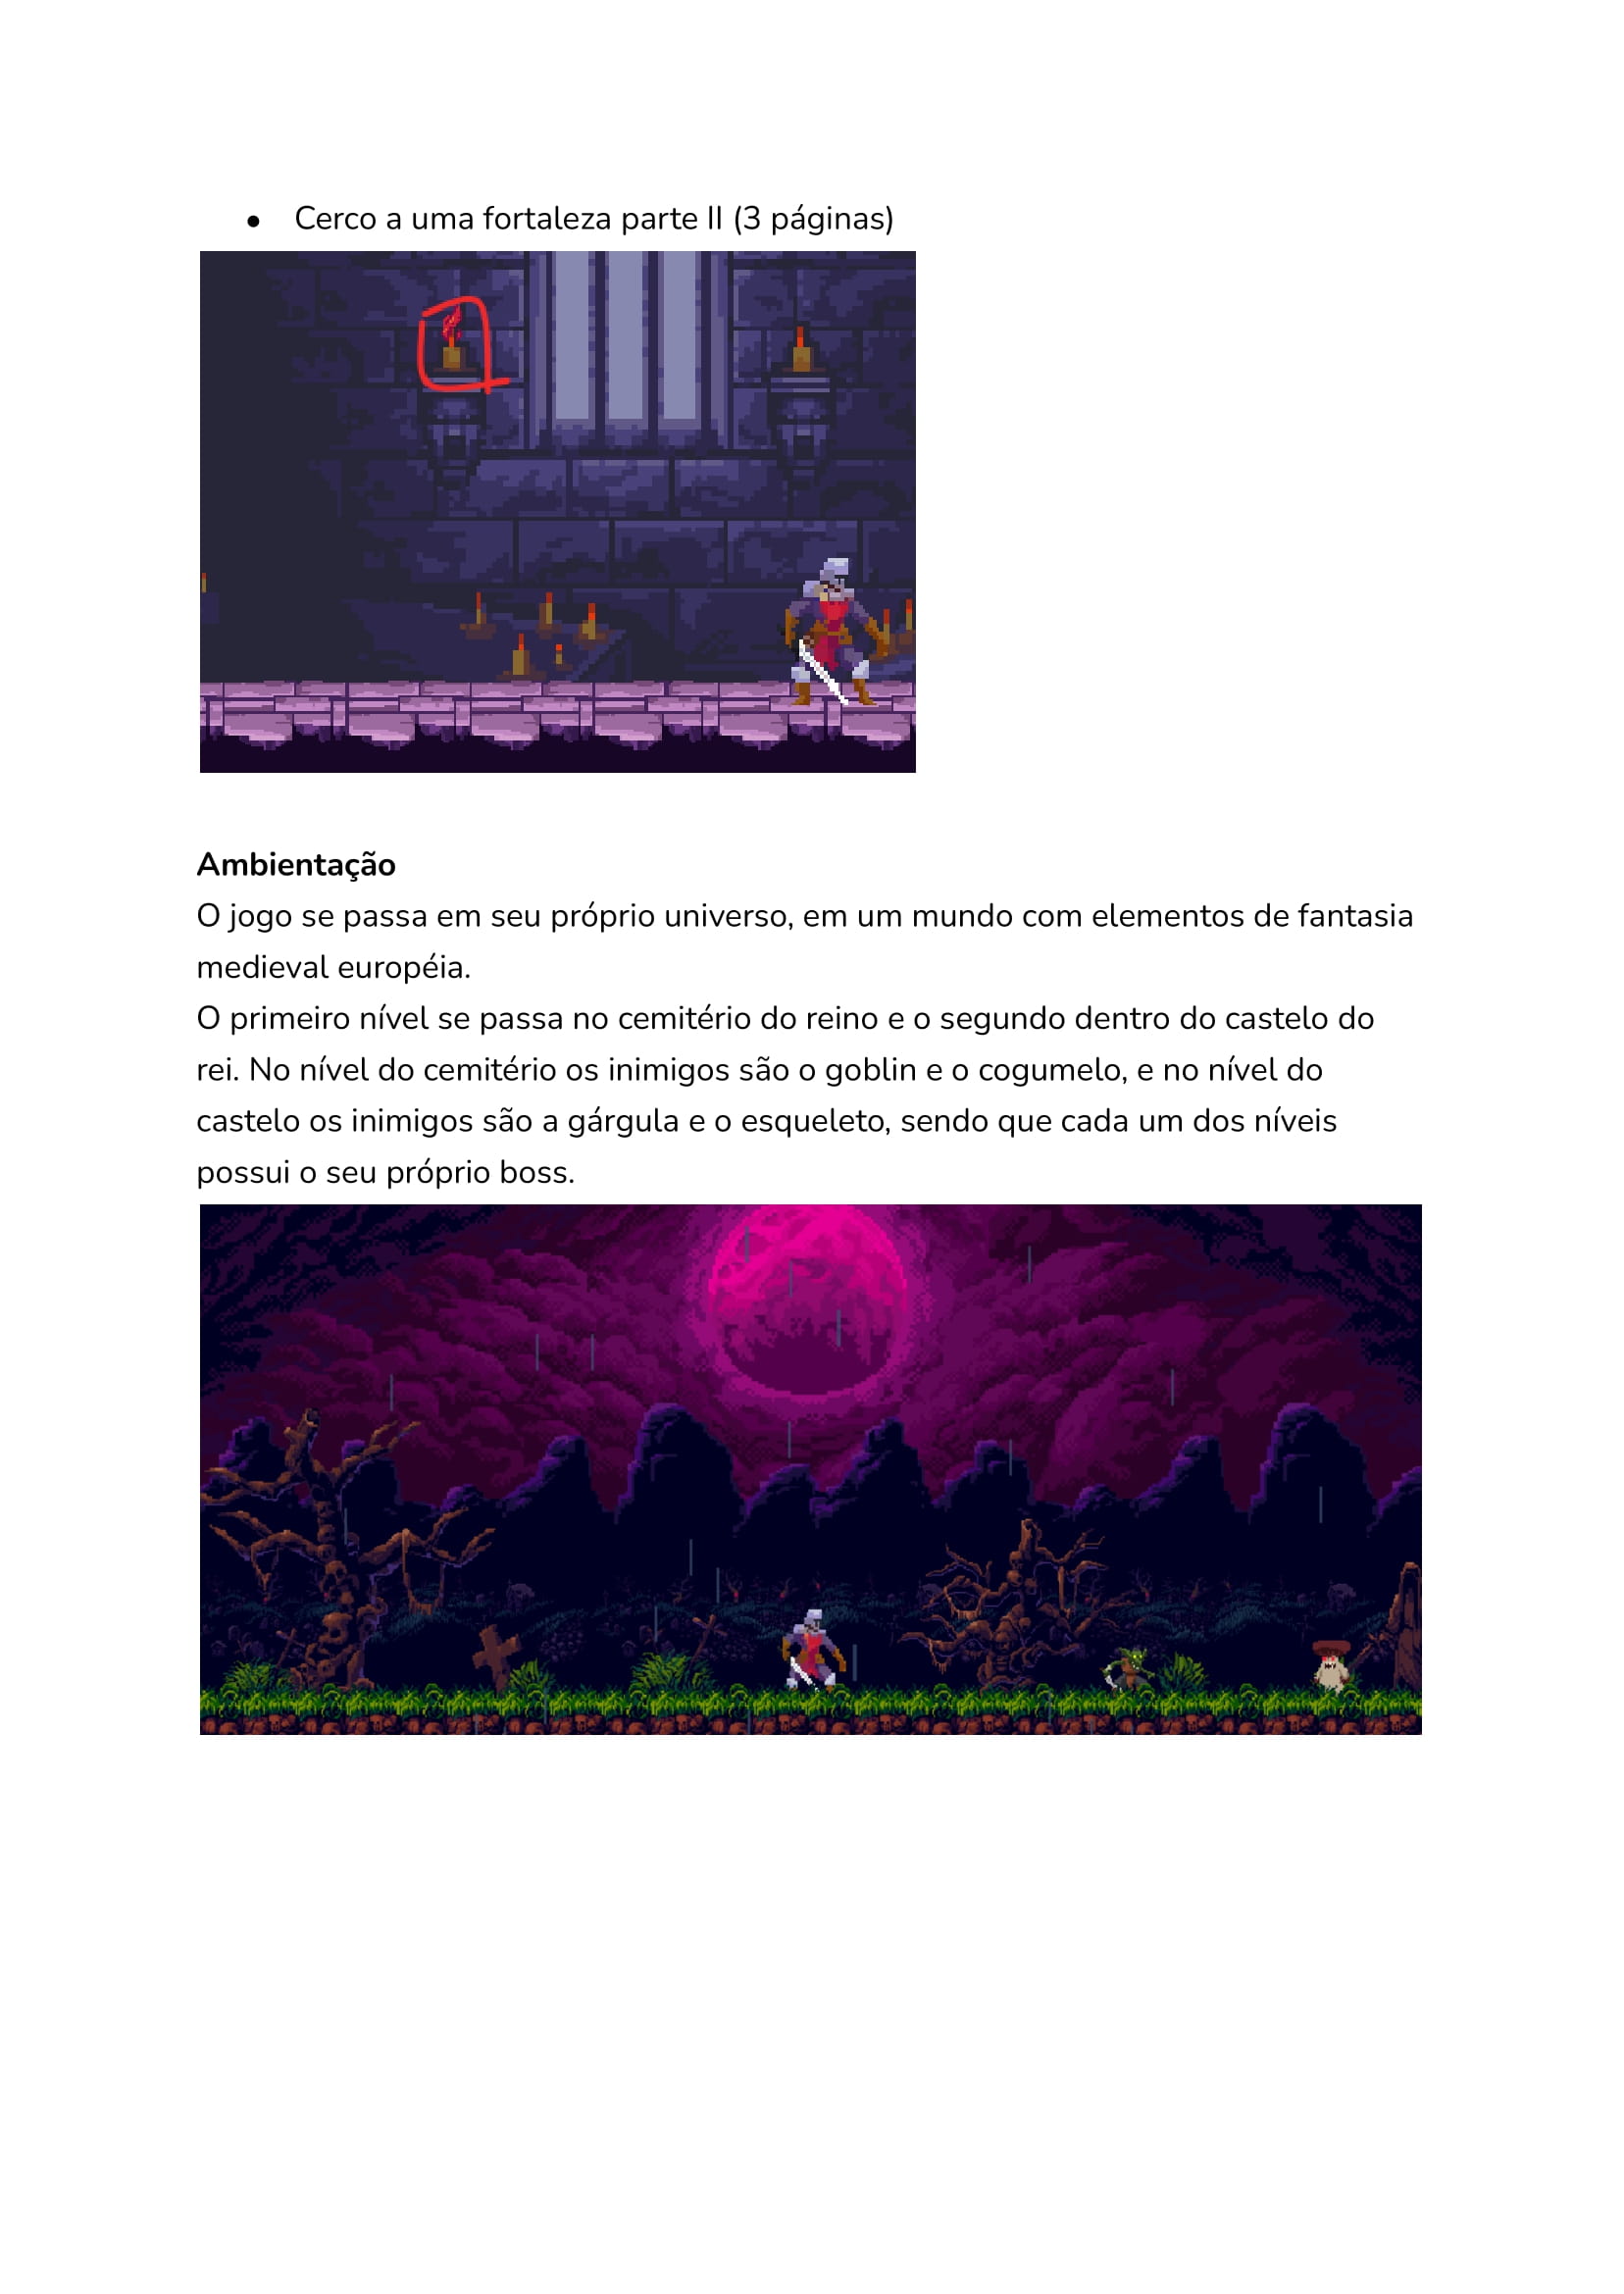 ● Cerco a uma fortaleza parte II (3 páginas)
Ambientação
O jogo se passa em seu próprio universo, em um mundo com elementos de fantasia
medieval européia.
O primeiro nível se passa no cemitério do reino e o segundo dentro do castelo do
rei. No nível do cemitério os inimigos são o goblin e o cogumelo, e no nível do
castelo os inimigos são a gárgula e o esqueleto, sendo que cada um dos níveis
possui o seu próprio boss.